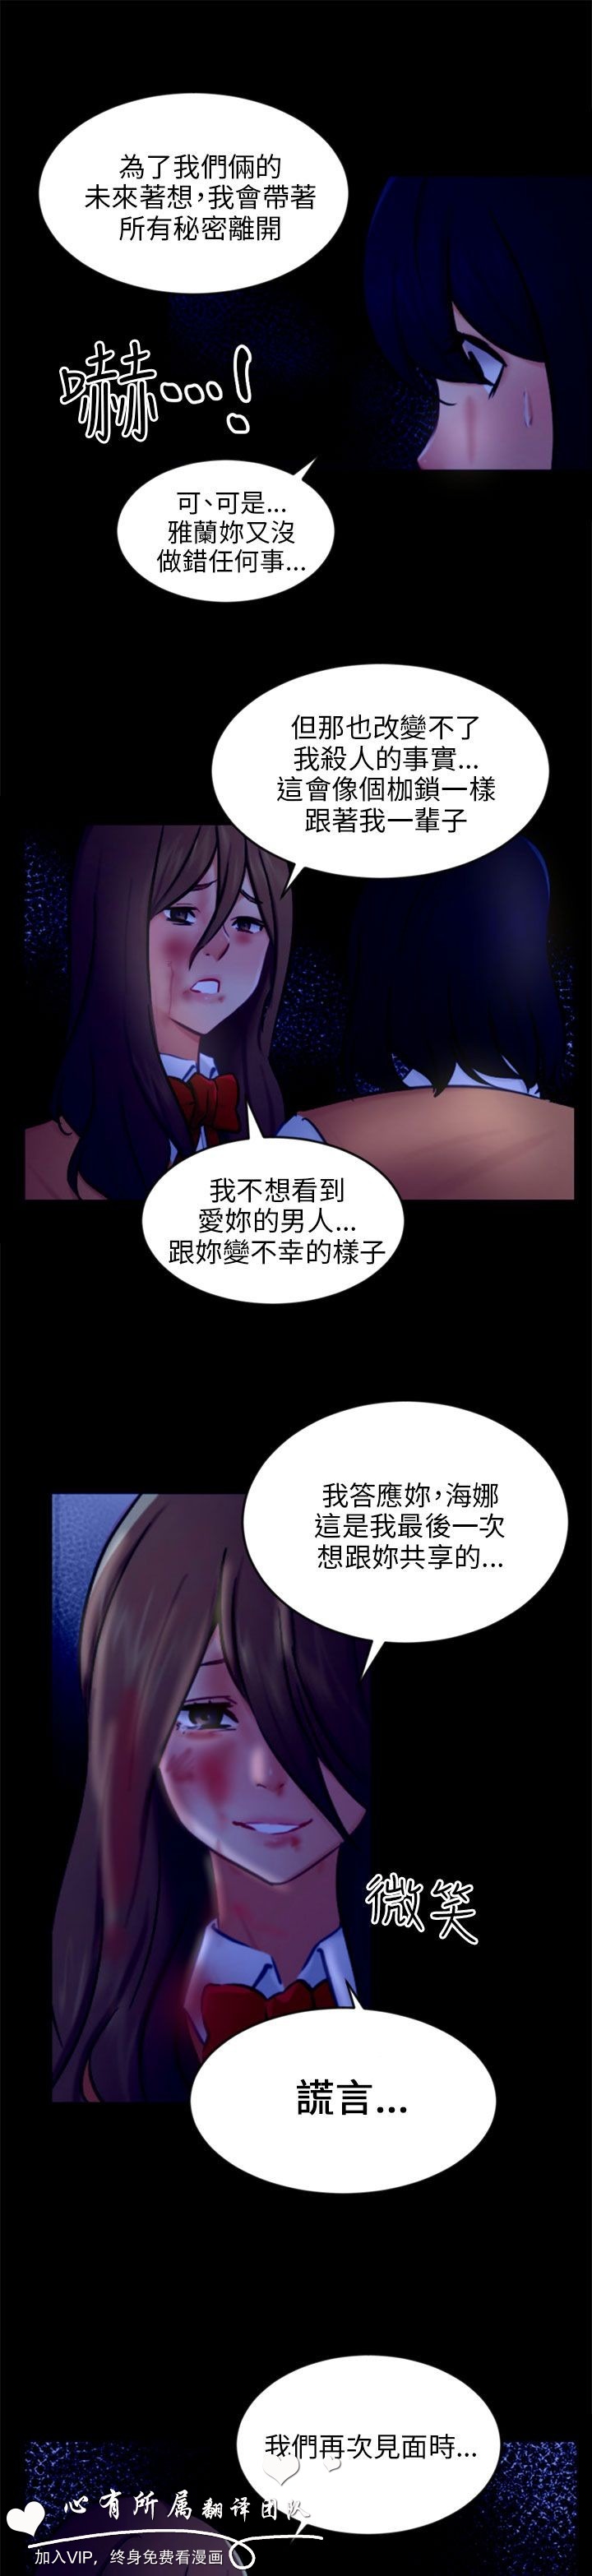 為了我們倆的
未來著想，我會帶著
所有秘密離開
嚇...!
可、可是...
雅蘭妳又沒
做錯任何事...
但那也改變不了
我殺人的事實...
這會像個枷鎖一樣
跟著我一輩子
我不想看到
愛妳的男人...
跟妳變不幸的樣子
我答應妳，海娜
這是我最後一次
想跟妳共享的...
微笑
謊言...
我們再次見面時...
心有所属翻译团队
加入VIP，终身免费看漫画